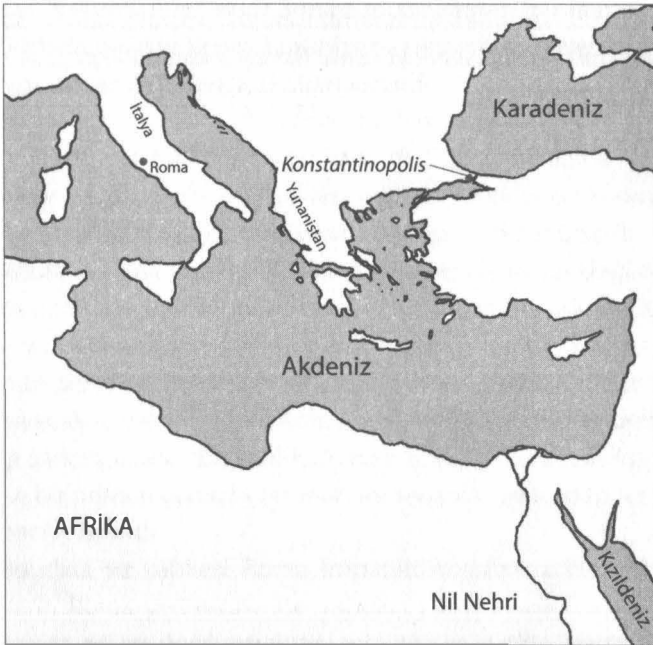 Karadeniz
İtalya
Roma
Konstantinopolis
Yunanistan
Akdeniz
AFRİKA
Nil Nehri
Kızıldeniz